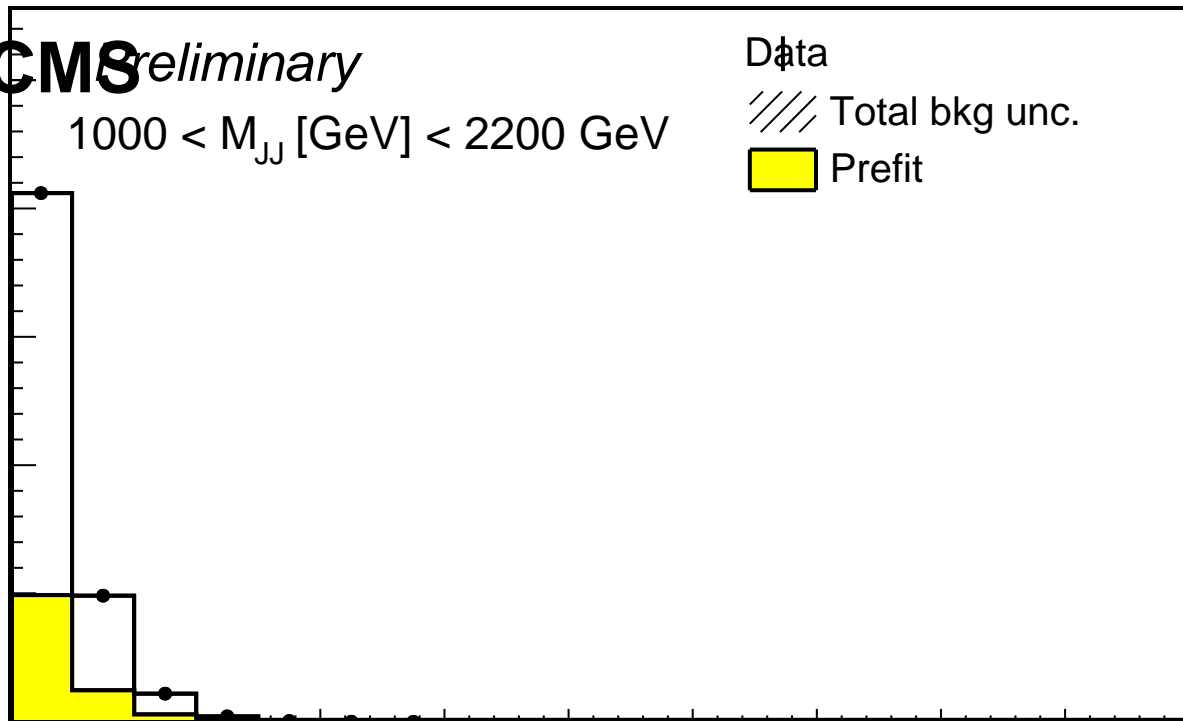 CMS Preliminary
1000 < M_JJ [GeV] < 2200 GeV
Data
Total bkg unc.
Prefit